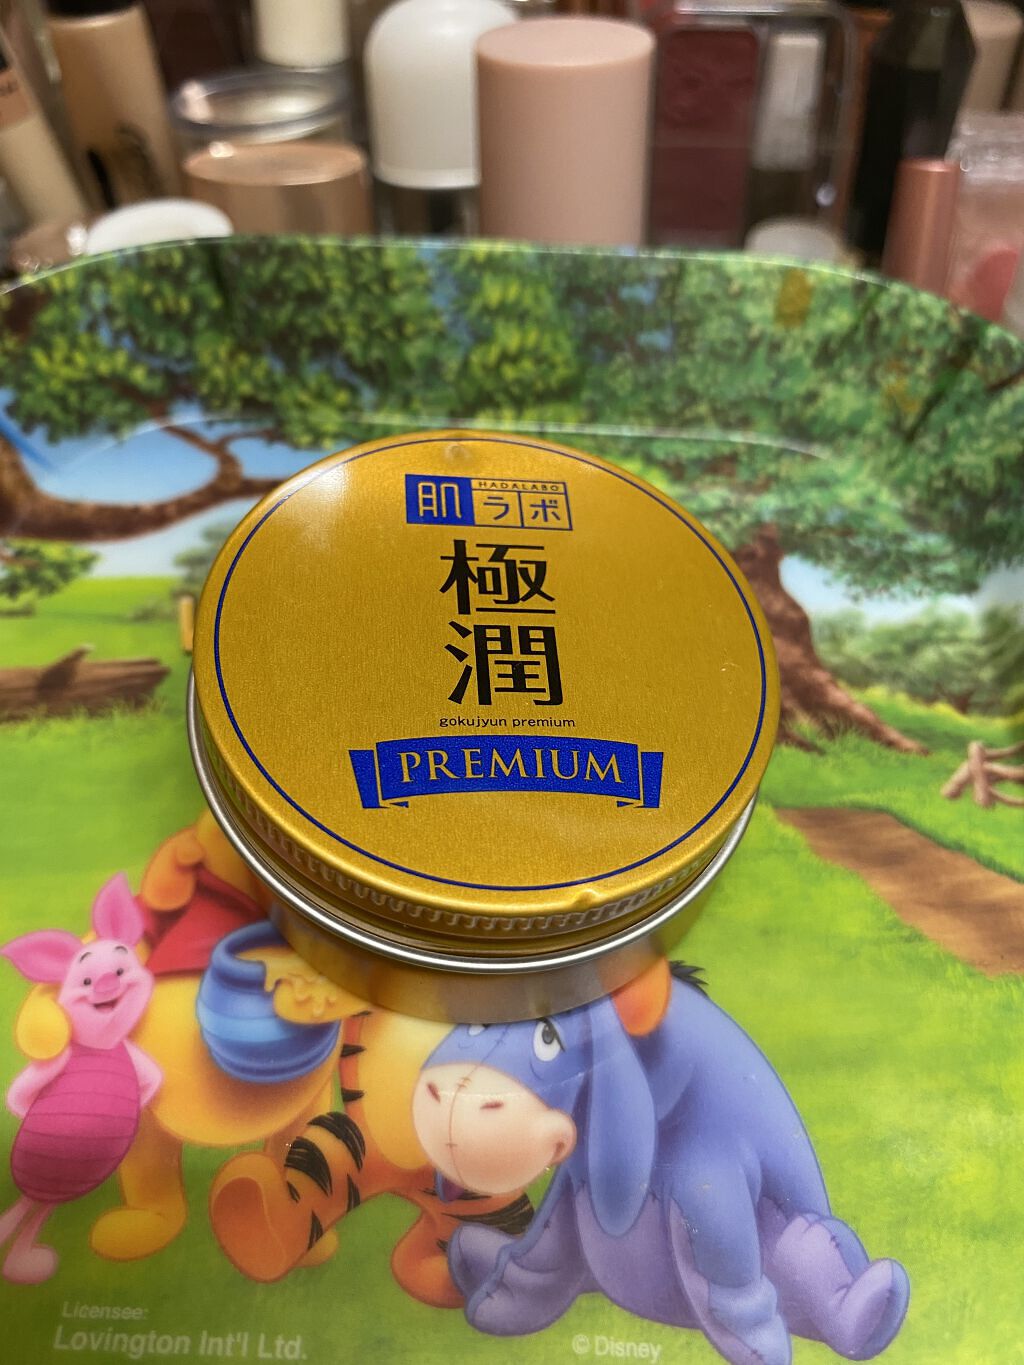 肌ラボ
HADALABO
極
潤
gokujyun premium
PREMIUM
Licensee:
Lovington Int'l Ltd.
© Disney